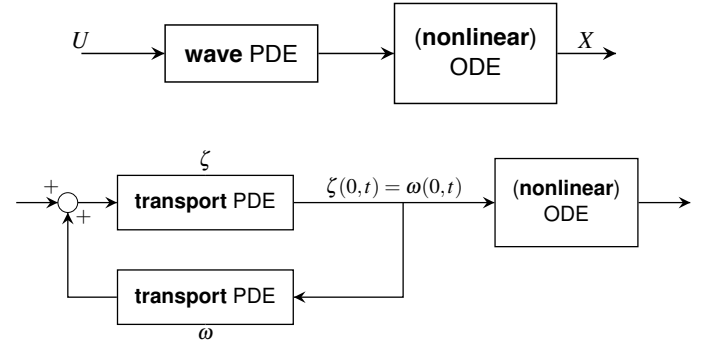 U
wave PDE
(nonlinear)
ODE
X
ζ
+
+
transport PDE
ζ(0,t) = ω(0,t)
(nonlinear)
ODE
transport PDE
ω